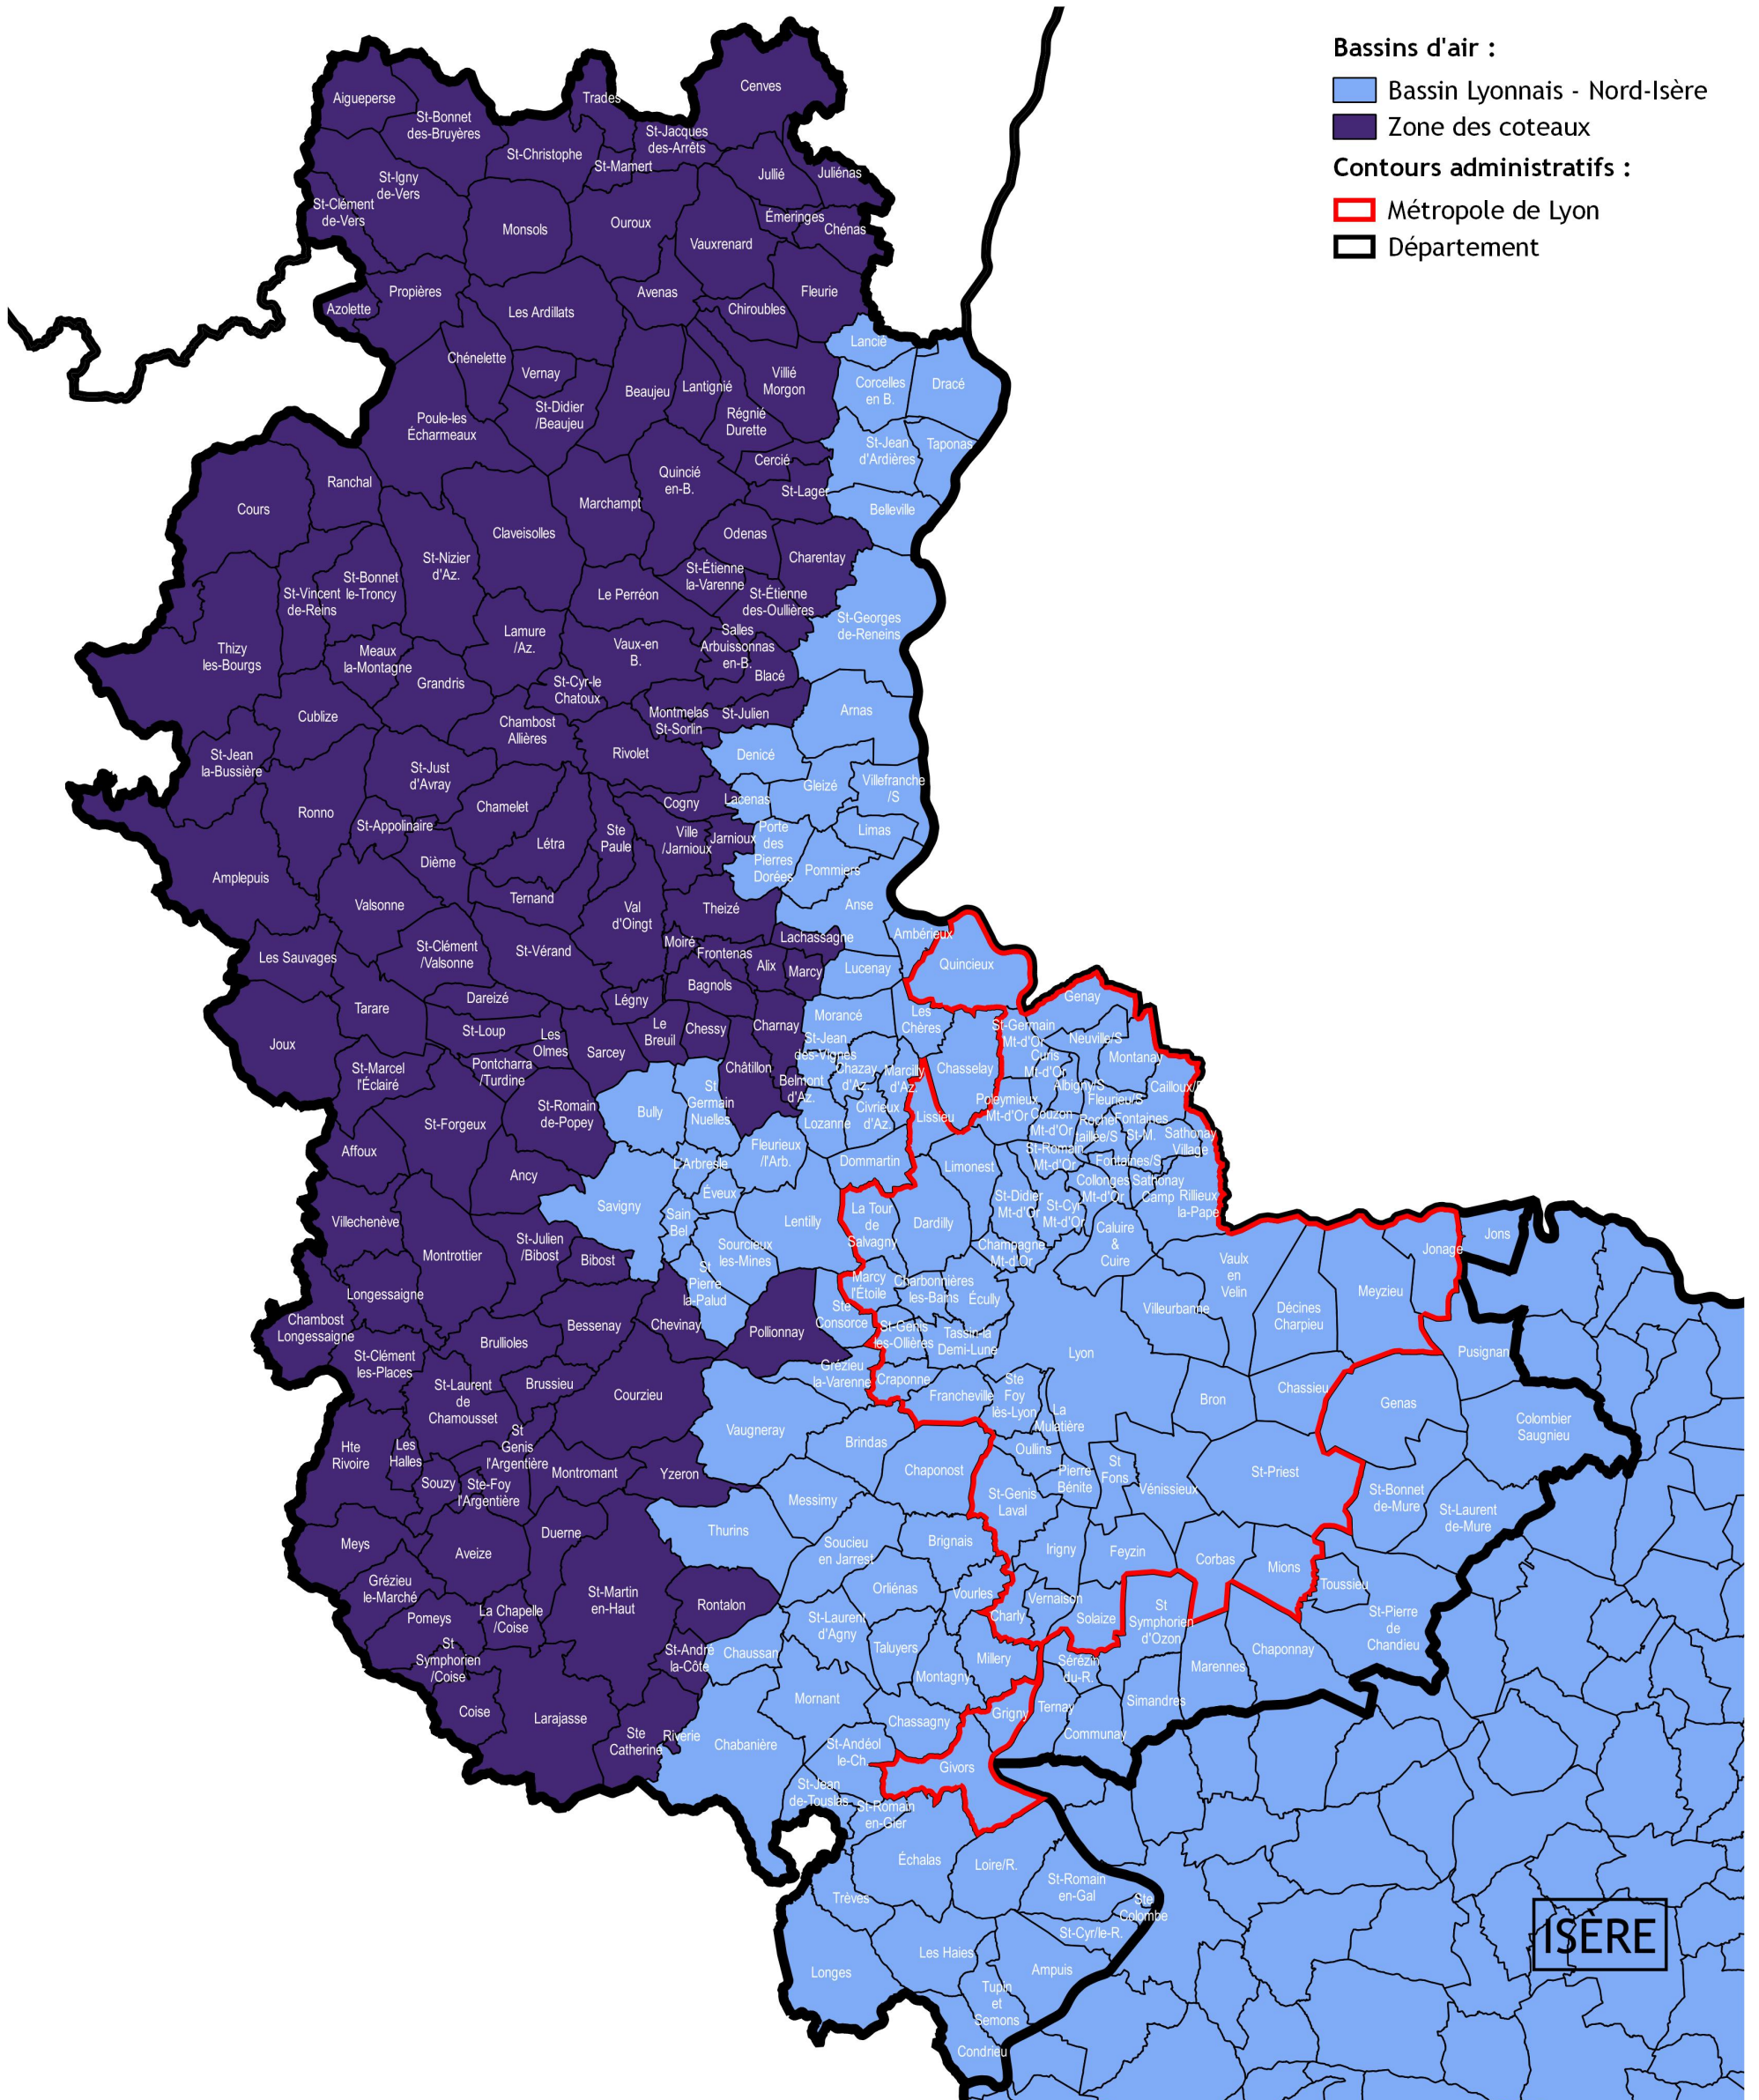 Bassins d'air :
Bassin Lyonnais - Nord-Isère
Zone des coteaux
Contours administratifs :
Métropole de Lyon
Département
Aigueperse
St-Bonnet
des-Bruyères
Trades
Cenves
St-Christophe
St-Jacques
des-Arrêts
St-Mamert
Jullié
Juliénas
St-Igny
de-Vers
St-Clément
de-Vers
Monsols
Ouroux
Vauxrenard
Émeringes
Chénas
Azolette
Propières
Les Ardillats
Avenas
Chiroubles
Fleurie
Lancié
Chénelette
Vernay
St-Didier
/Beaujeu
Beaujeu
Lantignié
Villié
Morgon
Régnié
Durette
Corcelles
en B.
Dracé
Poule-les
Écharmeaux
St-Jean
d'Ardières
Taponas
Cercié
Cours
Ranchal
Quincié
en-B.
St-Lager
Marchampt
Belleville
Claveisolles
Odenas
Charentay
St-Nizier
d'Az.
St-Bonnet
le-Troncy
St-Vincent
de-Reins
Le Perréon
St-Étienne
la-Varenne
St-Étienne
des-Oullières
St-Georges
de-Reneins
Thizy
les-Bourgs
Meaux
la-Montagne
Grandris
Lamure
/Az.
Vaux-en
B.
Salles
Arbuissonnas
en-B.
Blacé
St-Cyr-le
Chatoux
Cublize
Chambost
Allières
Montmelas
St-Sorlin
St-Julien
Arnas
Rivolet
Denicé
St-Jean
la-Bussière
St-Just
d'Avray
Gleizé
Villefranche
/S
Ronno
Chamelet
Cogny
Lacenas
St-Appolinaire
Létra
Ste
Paule
Ville
/Jarnioux
Jarnioux
Porte
des
Pierres
Dorées
Limas
Dième
Pommiers
Amplepuis
Valsonne
Ternand
Val
d'Oingt
Theizé
Anse
Les Sauvages
St-Clément
/Valsonne
St-Vérand
Moiré
Frontenas
Lachassagne
Alix
Marcy
Lucenay
Ambérieux
Quincieux
Bagnols
Légny
Dareizé
Tarare
Joux
St-Loup
Les
Olmes
Sarcey
Le
Breuil
Chessy
Charnay
Morancé
Les
Chères
Genay
St-Germain
Mt-d'Or
Neuville/S
St-Marcel
l'Éclairé
Pontcharra
/Turdine
Châtillon
St-Jean
des-Vignes
Belmont
d'Az.
Chazay
d'Az.
Marcilly
d'Az.
Chasselay
Curis
Mt-d'Or
Montanay
Albigny/S
Fleurieu/S
St-Romain
de-Popey
Bully
St
Germain
Nuelles
Lozanne
Civrieux
d'Az.
Lissieu
Poleymieux
Mt-d'Or
Couzon
Mt-d'Or
Roche
taillée/S
Fontaines
St-M.
Sathonay
Village
St-Forgeux
Affoux
Ancy
Fleurieux
/l'Arb.
Dommartin
Limonest
St-Romain
Mt-d'Or
Fontaines/S
Collonges
Mt-d'Or
Sathonay
Camp
Rillieux
la-Pape
L'Arbresle
Éveux
Savigny
Sain
Bel
Lentilly
La Tour
de
Salvagny
Dardilly
St-Didier
Mt-d'Or
St-Cyr
Mt-d'Or
Caluire
&
Cuire
Villechenève
Montrottier
St-Julien
/Bibost
Bibost
Sourcieux
les-Mines
Champagne
Mt-d'Or
Vaulx
en
Velin
Jonage
Jons
Longessaigne
St
Pierre
la-Palud
Marcy
l'Étoile
Charbonnières
les-Bains
Écully
Villeurbanne
Décines
Charpieu
Meyzieu
Chambost
Longessaigne
St-Clément
les-Places
Brullioles
Bessenay
Chevinay
Pollionnay
Ste
Consorce
St-Genis
les-Ollières
Tassin-la
Demi-Lune
Lyon
Pusignan
Grézieu
la-Varenne
Craponne
Francheville
Ste
Foy
lès-Lyon
La
Mulatière
Bron
Chassieu
Genas
Colombier
Saugnieu
St-Laurent
de
Chamousset
Brussieu
Courzieu
Vaugneray
Brindas
Oullins
Hte
Rivoire
Les
Halles
St
Genis
l'Argentière
Souzy
Ste-Foy
l'Argentière
Montromant
Yzeron
Chaponost
Pierre
Bénite
St
Fons
Vénissieux
St-Priest
St-Bonnet
de-Mure
St-Laurent
de-Mure
Messimy
St-Genis
Laval
Thurins
Meys
Aveize
Duerne
Soucieu
en Jarrest
Brignais
Irigny
Feyzin
Corbas
Mions
Toussieu
Grézieu
le-Marché
Pomeys
La Chapelle
/Coise
St-Martin
en-Haut
Rontalon
Orliénas
Vourles
Vernaison
Charly
Solaize
St
Symphorien
d'Ozon
St-Pierre
de
Chandieu
Chaponnay
Marennes
St
Symphorien
/Coise
St-André
la-Côte
Chaussan
St-Laurent
d'Agny
Taluyers
Montagny
Millery
Sérézin
du-R.
Simandres
Coise
Larajasse
Ste
Catherine
Riverie
Mornant
Chassagny
Grigny
Ternay
Communay
Chabanière
St-Andéol
le-Ch.
Givors
St-Jean
de-Touslas
St-Romain
en-Gier
Échalas
Loire/R.
St-Romain
en-Gal
Ste
Colombe
Trèves
St-Cyr/le-R.
Les Haies
Longes
Ampuis
Tupin
et
Semons
Condrieu
ISÈRE